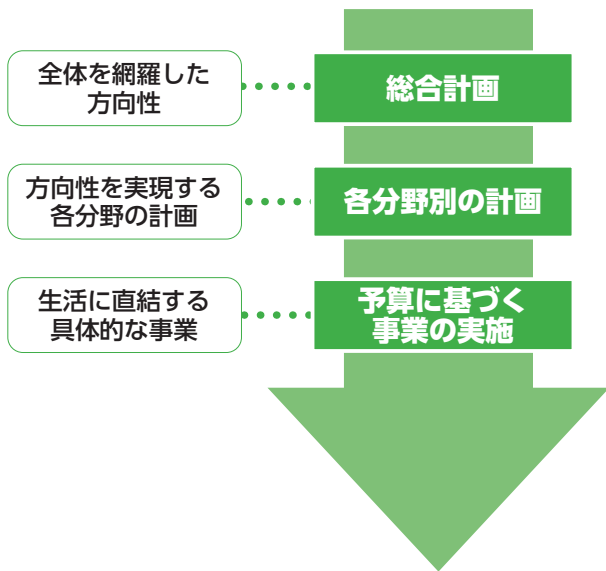 全体を網羅した
方向性
総合計画
方向性を実現する
各分野の計画
各分野別の計画
生活に直結する
具体的な事業
予算に基づく
事業の実施